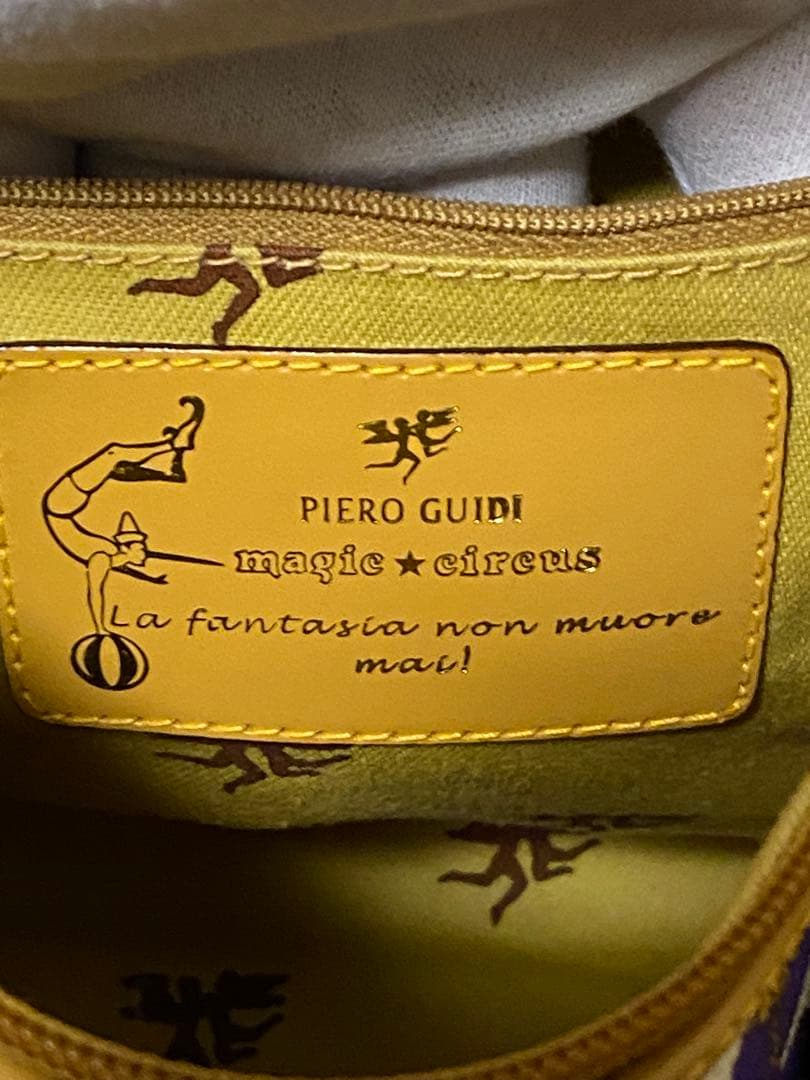 PIERO GUIDI
magic★circus
La fantasia non muore
mai!